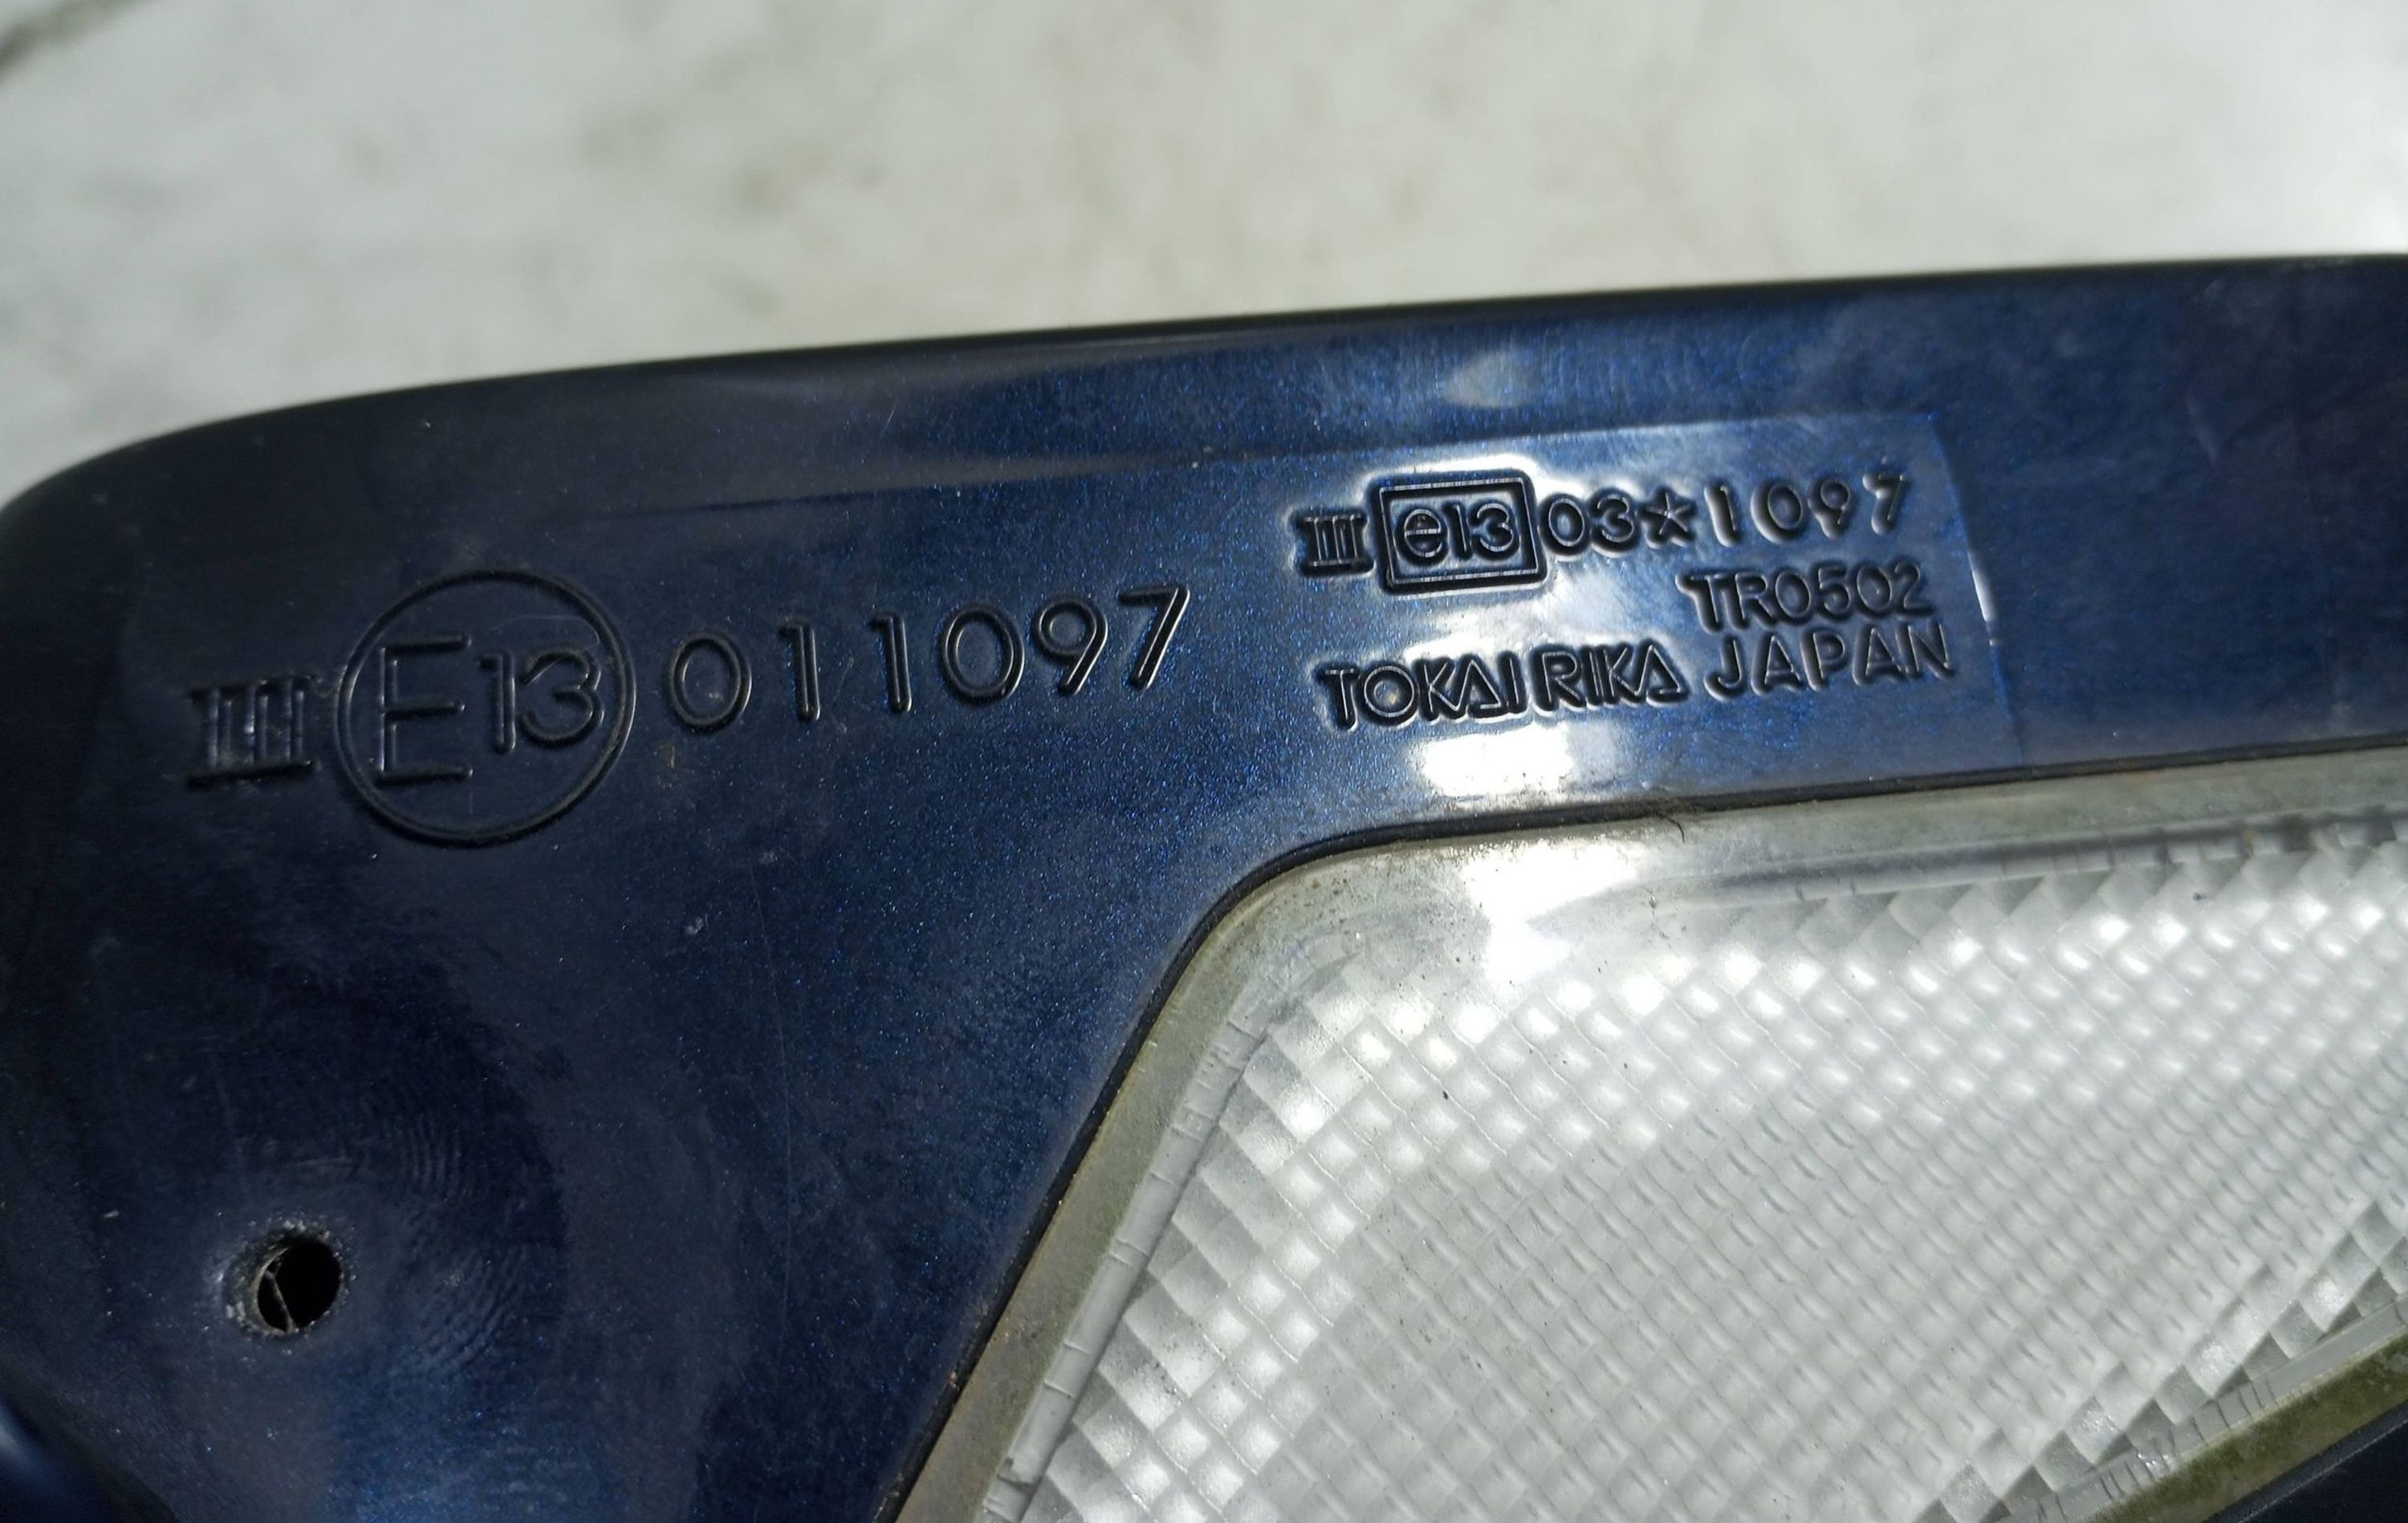 III E13 011097
III e13 03*1097
TR0502
TOKAI RIKA JAPAN